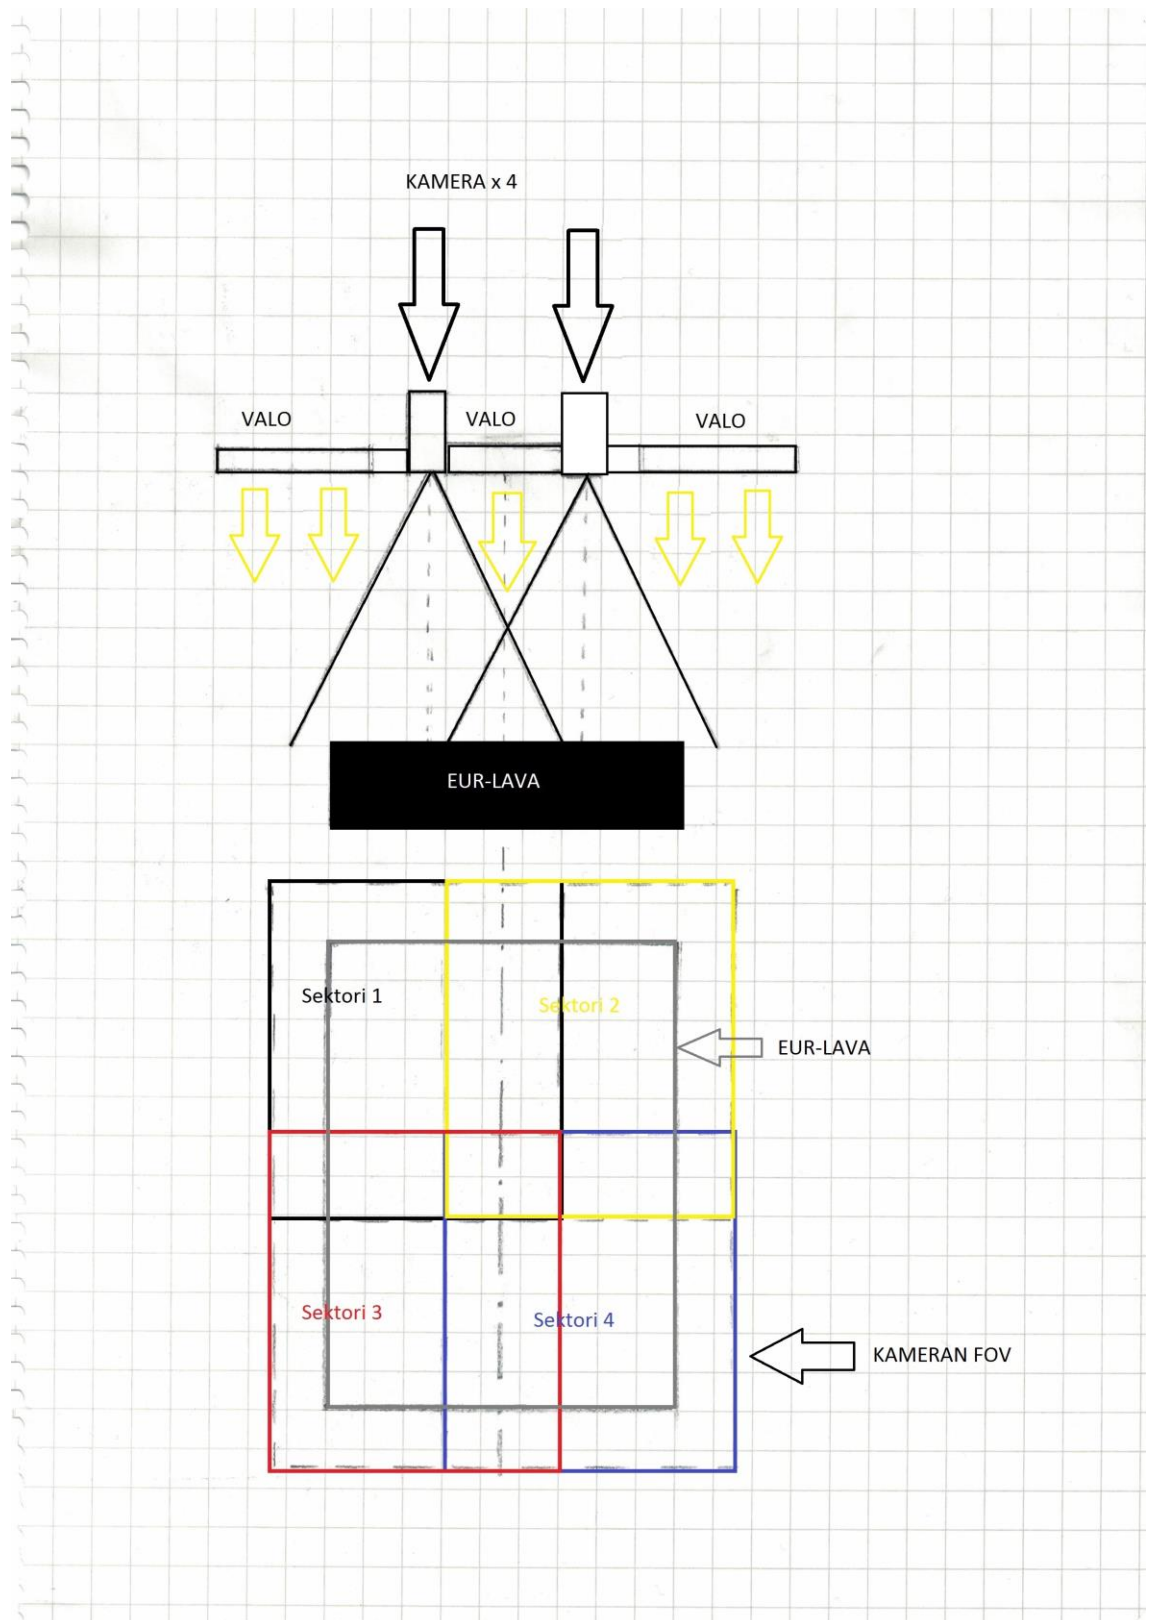 KAMERA x 4
VALO
VALO
VALO
EUR-LAVA
Sektori 1
Sektori 2
EUR-LAVA
Sektori 3
Sektori 4
KAMERAN FOV